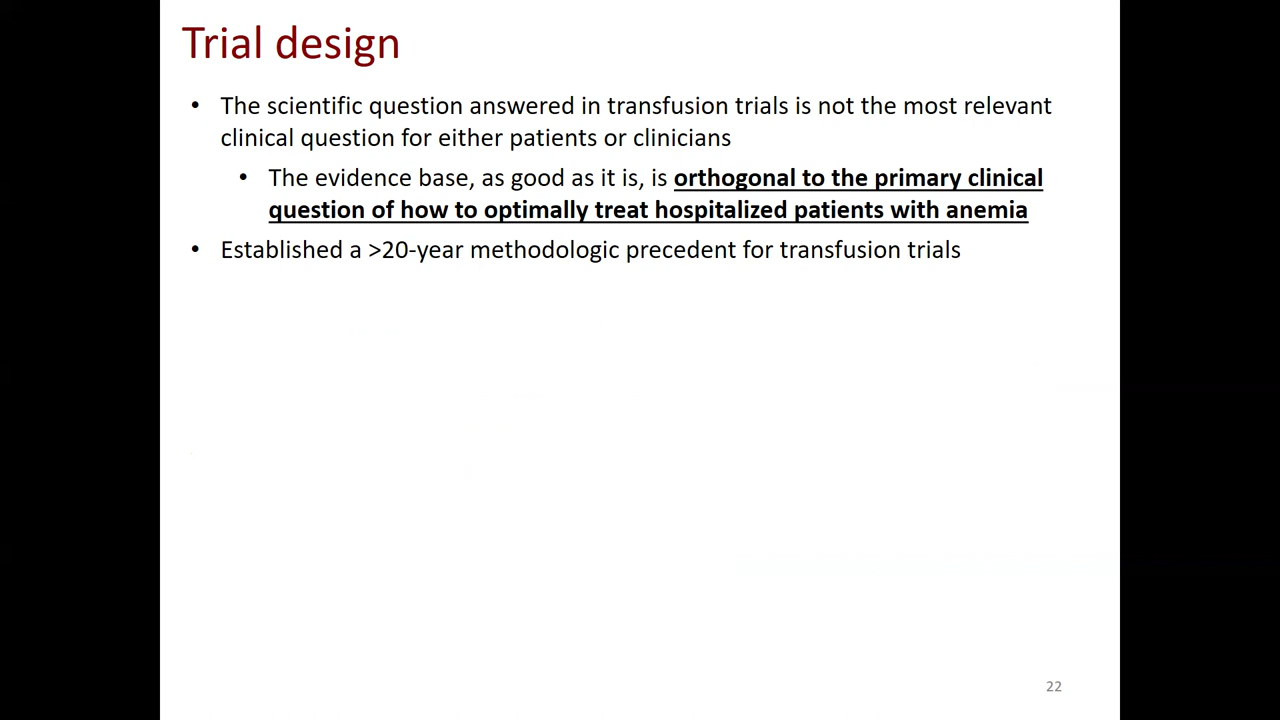 Trial design
• The scientific question answered in transfusion trials is not the most relevant
clinical question for either patients or clinicians
• The evidence base, as good as it is, is orthogonal to the primary clinical
question of how to optimally treat hospitalized patients with anemia
• Established a >20-year methodologic precedent for transfusion trials
22